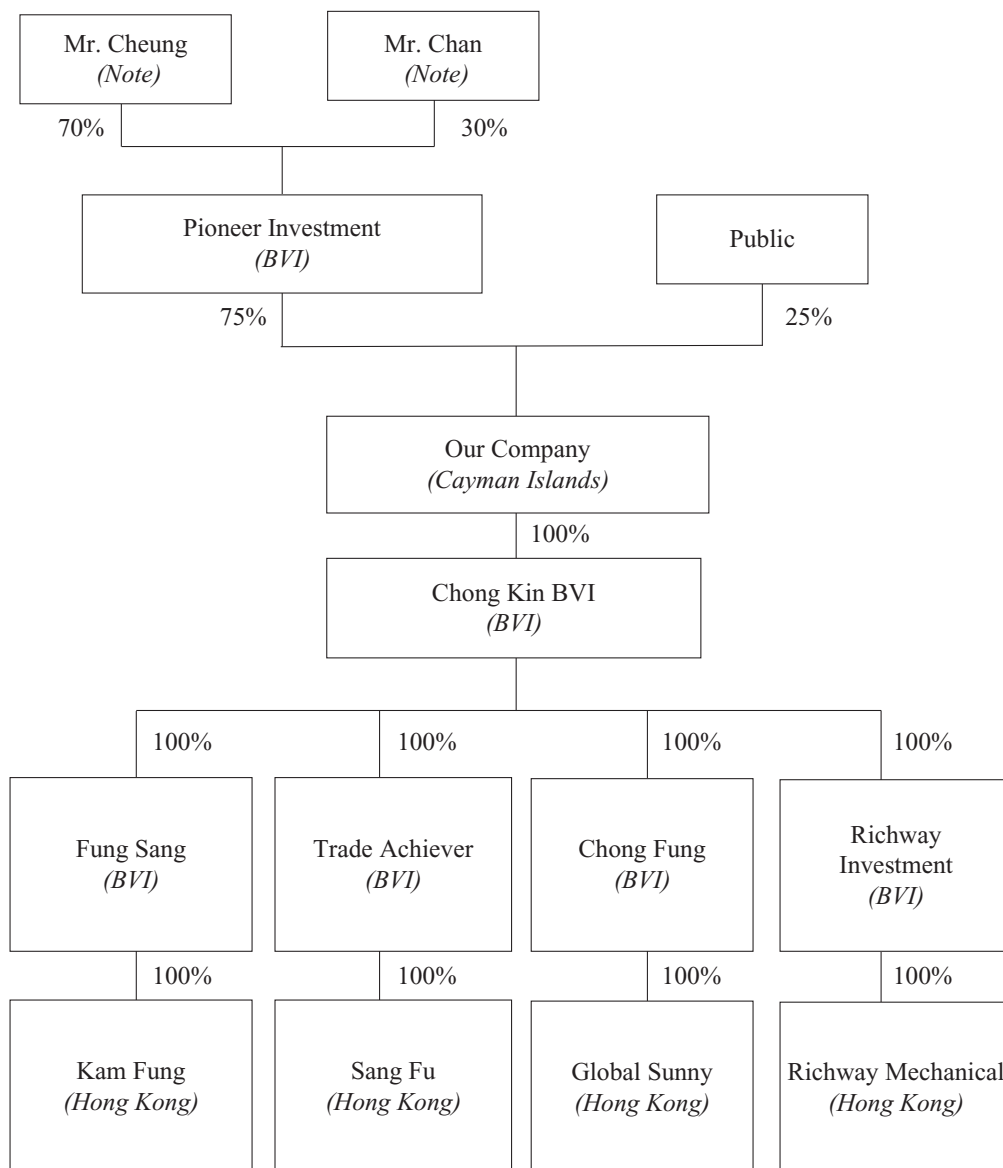 Mr. Cheung
(Note)
Mr. Chan
(Note)
70%
30%
Pioneer Investment
(BVI)
Public
75%
25%
Our Company
(Cayman Islands)
100%
Chong Kin BVI
(BVI)
100%
100%
100%
100%
Fung Sang
(BVI)
Trade Achiever
(BVI)
Chong Fung
(BVI)
Richway
Investment
(BVI)
100%
100%
100%
100%
Kam Fung
(Hong Kong)
Sang Fu
(Hong Kong)
Global Sunny
(Hong Kong)
Richway Mechanical
(Hong Kong)